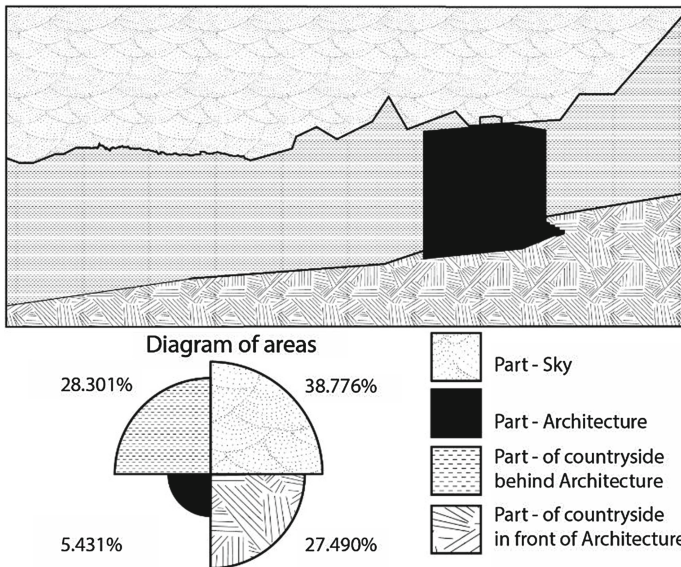 Diagram of areas
28.301%
38.776%
5.431%
27.490%
Part - Sky
Part - Architecture
Part - of countryside
behind Architecture
Part - of countryside
in front of Architecture